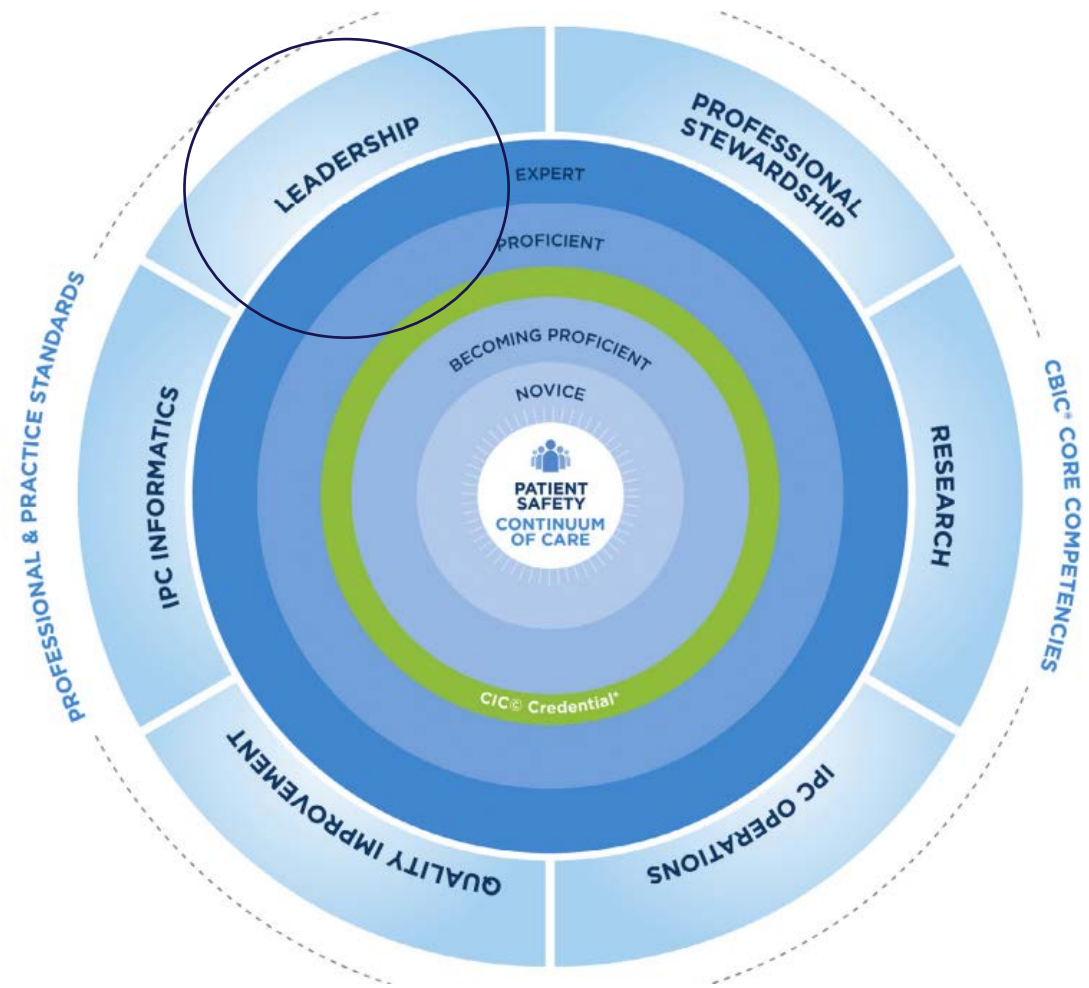 LEADERSHIP
PROFESSIONAL
STEWARDSHIP
EXPERT
PROFICIENT
BECOMING PROFICIENT
NOVICE
PATIENT
SAFETY
CONTINUUM
OF CARE
CIC© Credential*
IPC INFORMATICS
RESEARCH
QUALITY IMPROVEMENT
IPC OPERATIONS
PROFESSIONAL & PRACTICE STANDARDS
CBIC® CORE COMPETENCIES